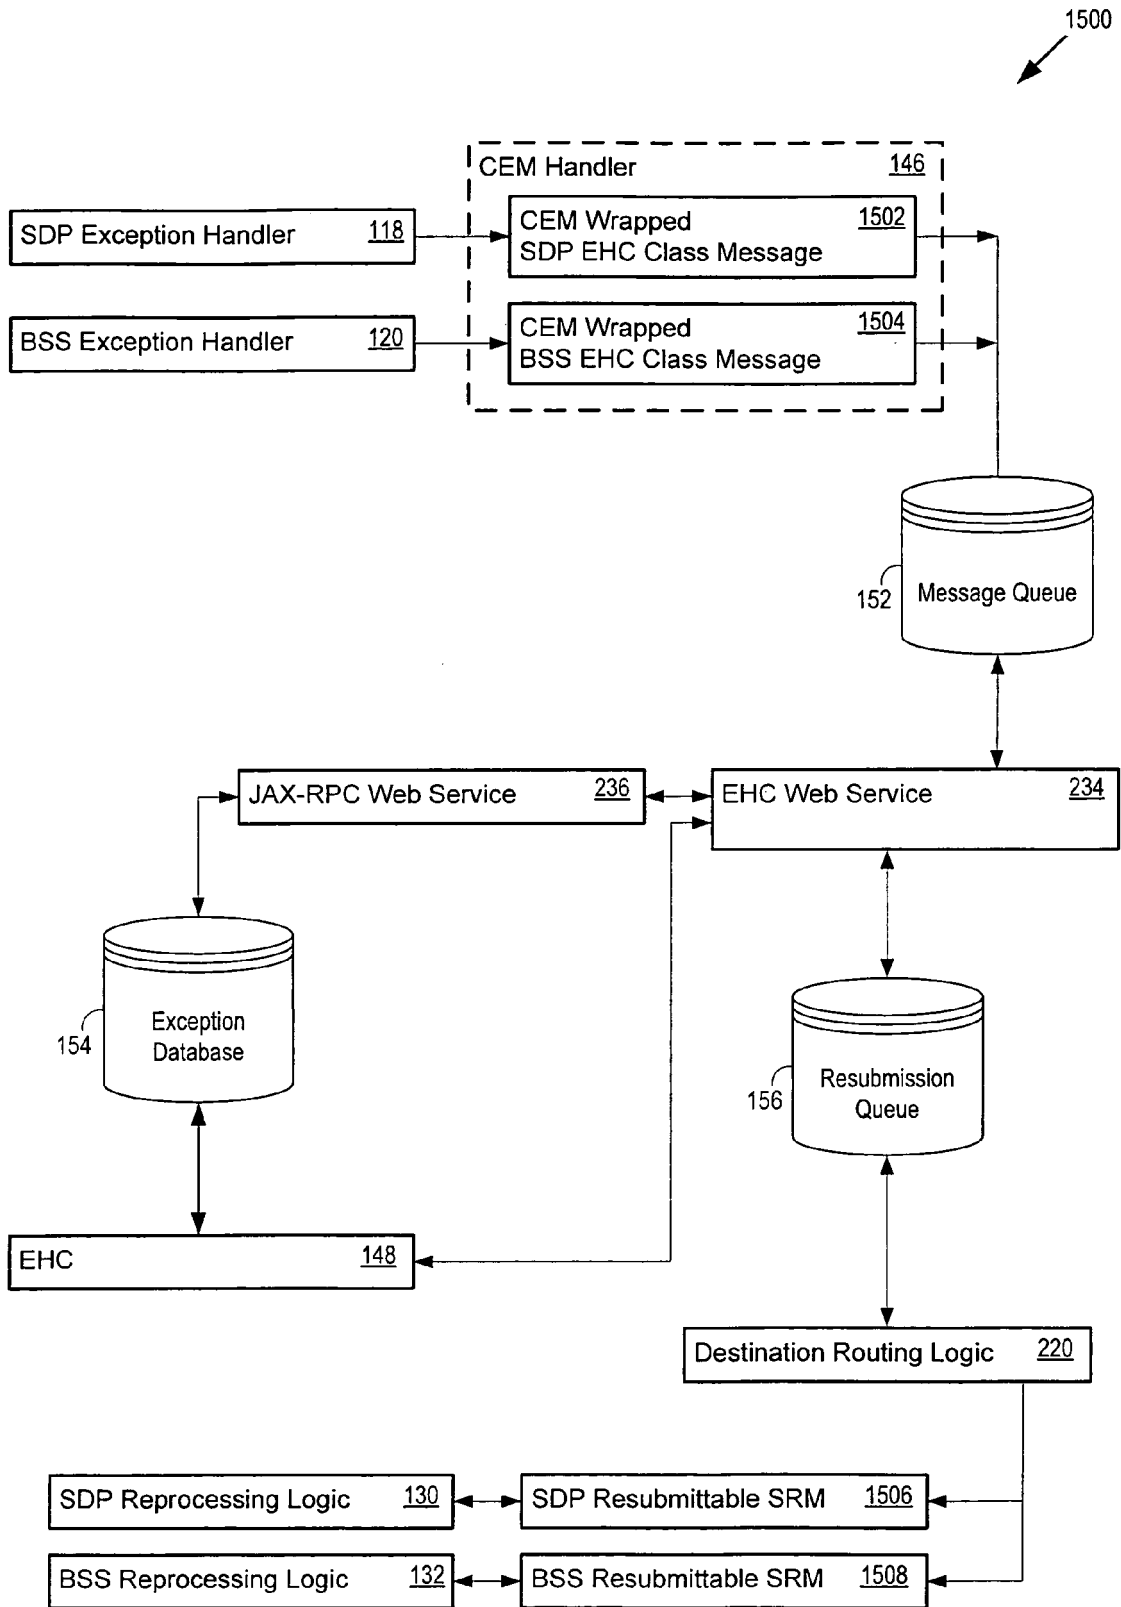 1500
CEM Handler 146
SDP Exception Handler 118
CEM Wrapped 1502
SDP EHC Class Message
BSS Exception Handler 120
CEM Wrapped 1504
BSS EHC Class Message
152
Message Queue
JAX-RPC Web Service 236
EHC Web Service 234
154
Exception
Database
156
Resubmission
Queue
EHC 148
Destination Routing Logic 220
SDP Reprocessing Logic 130
SDP Resubmittable SRM 1506
BSS Reprocessing Logic 132
BSS Resubmittable SRM 1508